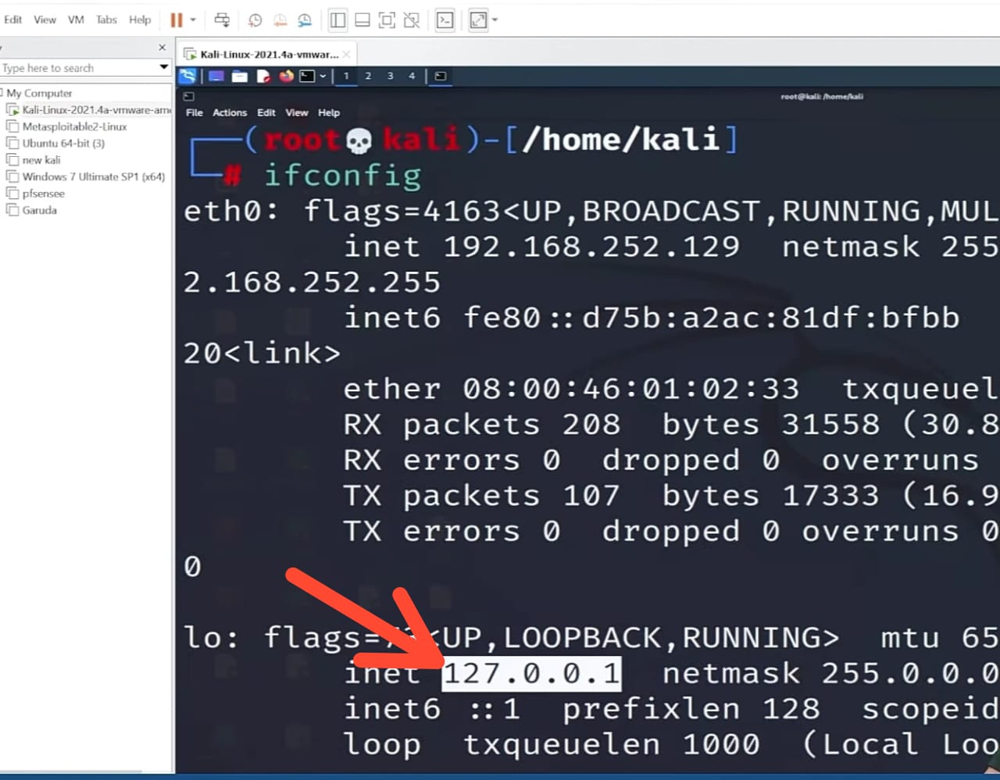 Edit View VM Tabs Help
Type here to search
My Computer
Kali-Linux-2021.4a-vmware-am
Metasploitable2-Linux
Ubuntu 64-bit (3)
new kali
Windows 7 Ultimate SP1 (x64)
pfsensee
Garuda
Kali-Linux-2021.4a-vmwar...
1 2 3 4
root@kali: /home/kali
File Actions Edit View Help
(root💀kali)-[/home/kali]
# ifconfig
eth0: flags=4163<UP,BROADCAST,RUNNING,MUL
inet 192.168.252.129 netmask 255
2.168.252.255
inet6 fe80::d75b:a2ac:81df:bfbb
20<link>
ether 08:00:46:01:02:33 txqueuel
RX packets 208 bytes 31558 (30.8
RX errors 0 dropped 0 overruns
TX packets 107 bytes 17333 (16.9
TX errors 0 dropped 0 overruns 0
0
lo: flags=73<UP,LOOPBACK,RUNNING> mtu 65
inet 127.0.0.1 netmask 255.0.0.0
inet6 ::1 prefixlen 128 scopeid
loop txqueuelen 1000 (Local Loo